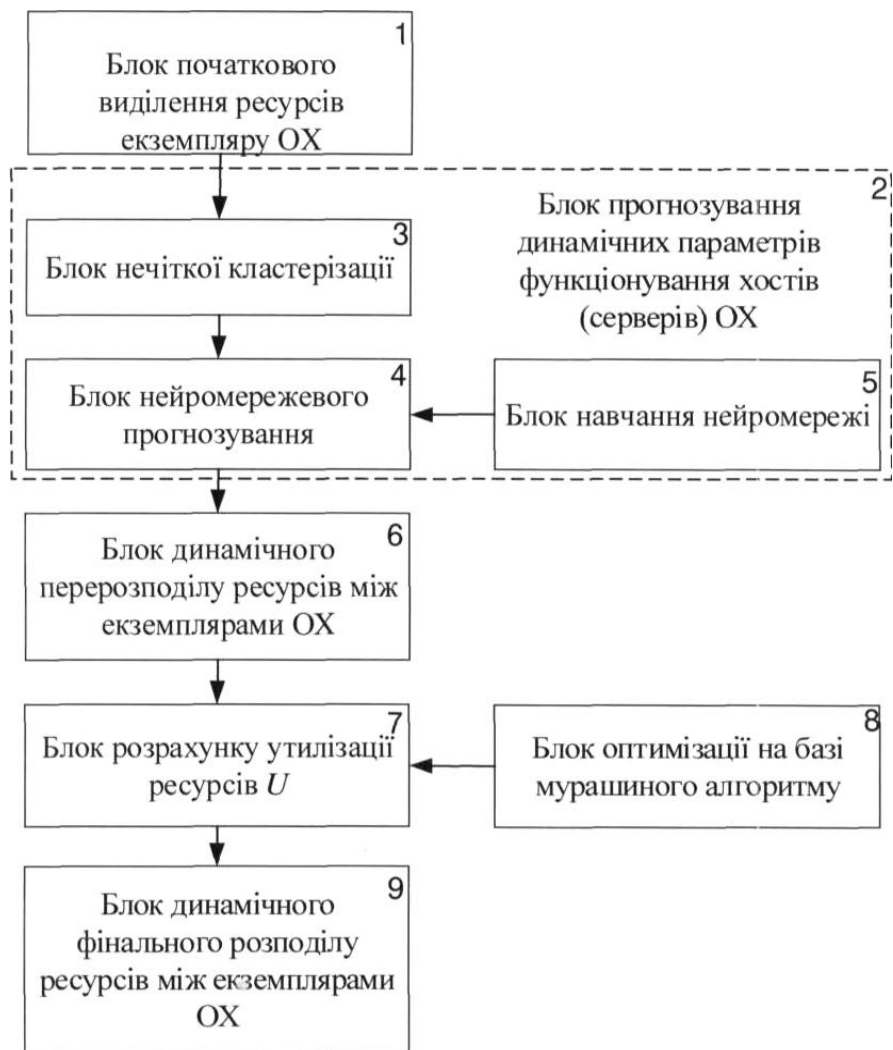 1
Блок початкового
виділення ресурсів
екземпляру ОХ
2
Блок прогнозування
динамічних параметрів
функціонування хостів
(серверів) ОХ
3
Блок нечіткої кластерізації
4
Блок нейромережевого
прогнозування
5
Блок навчання нейромережі
6
Блок динамічного
перерозподілу ресурсів між
екземплярами ОХ
7
Блок розрахунку утилізації
ресурсів U
8
Блок оптимізації на базі
мурашиного алгоритму
9
Блок динамічного
фінального розподілу
ресурсів між екземплярами
ОХ